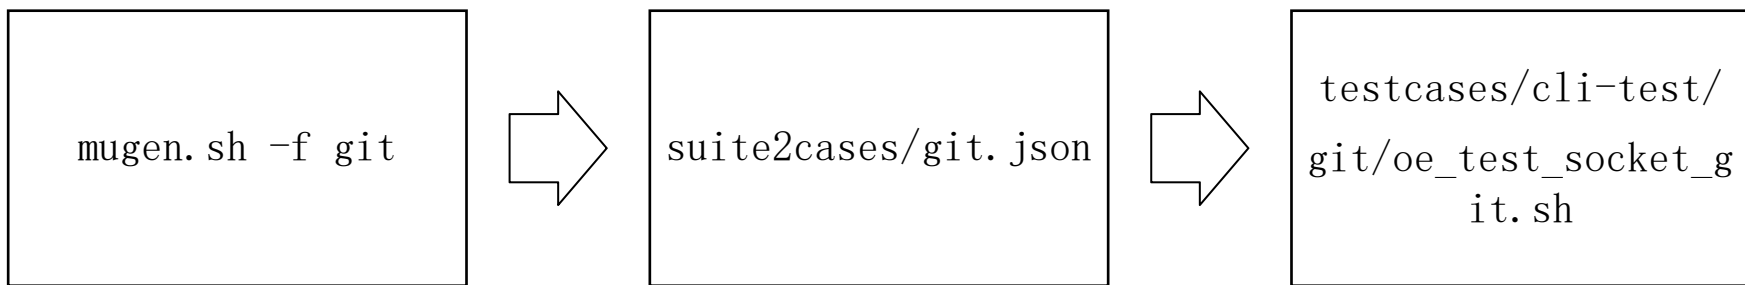 mugen.sh -f git
suite2cases/git.json
testcases/cli-test/
git/oe_test_socket_g
it.sh